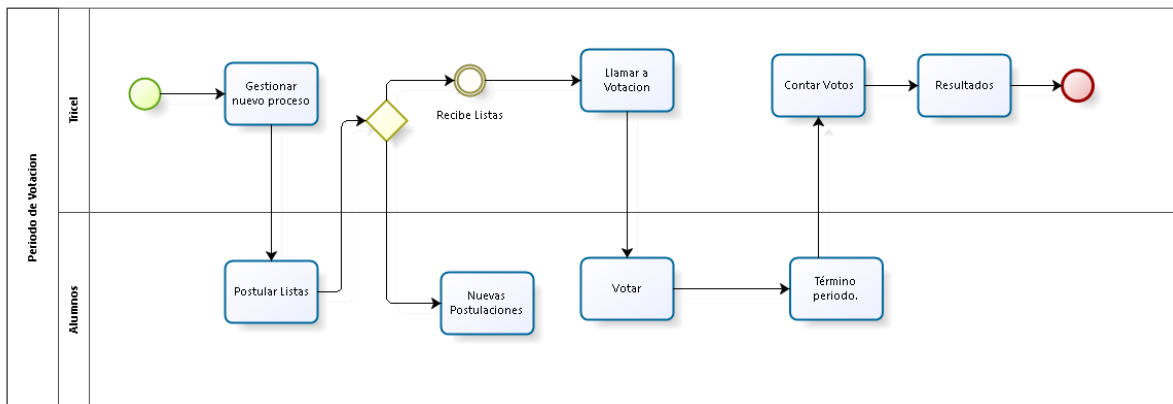 Periodo de Votacion
Tricel
Gestionar
nuevo proceso
Recibe Listas
Llamar a
Votacion
Contar Votos
Resultados
Alumnos
Postular Listas
Nuevas
Postulaciones
Votar
Término
periodo.